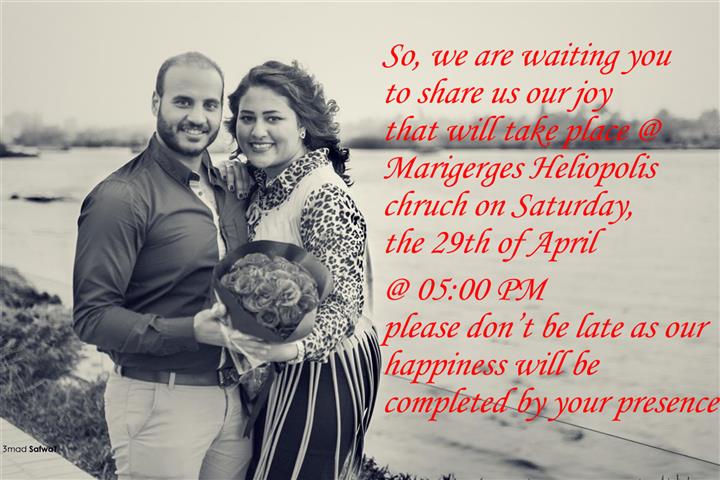 So, we are waiting you
to share us our joy
that will take place @
Marigerges Heliopolis
chruch on Saturday,
the 29th of April
@ 05:00 PM
please don't be late as our
happiness will be
completed by your presence
3mad Safwat